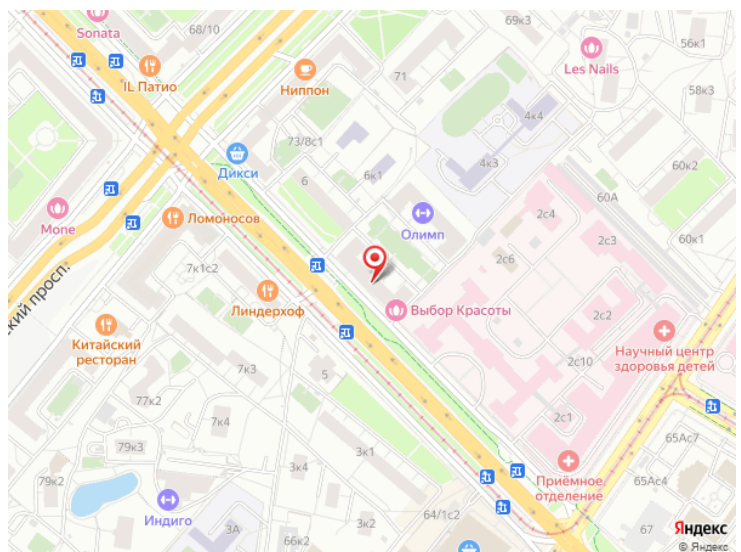 69к3
Sonata
68/10
56к1
Les Nails
IL Патио
71
Ниппон
58к3
4к4
73/8с1
4к3
Дикси
6к1
60к2
6
60А
Mone
Ломоносов
Олимп
2с4
2с3
60к1
7к1с2
2с6
ский просп.
Линдерхоф
Выбор Красоты
2с2
Китайский
ресторан
Научный центр
здоровья детей
2с10
7к3
5
77к2
2с1
7к4
65Ас7
79к3
3к1
Приёмное
отделение
3к4
79к2
65Ас4
Индиго
64/1с2
3А
3к2
67
Яндекс
66к2
© Яндекс